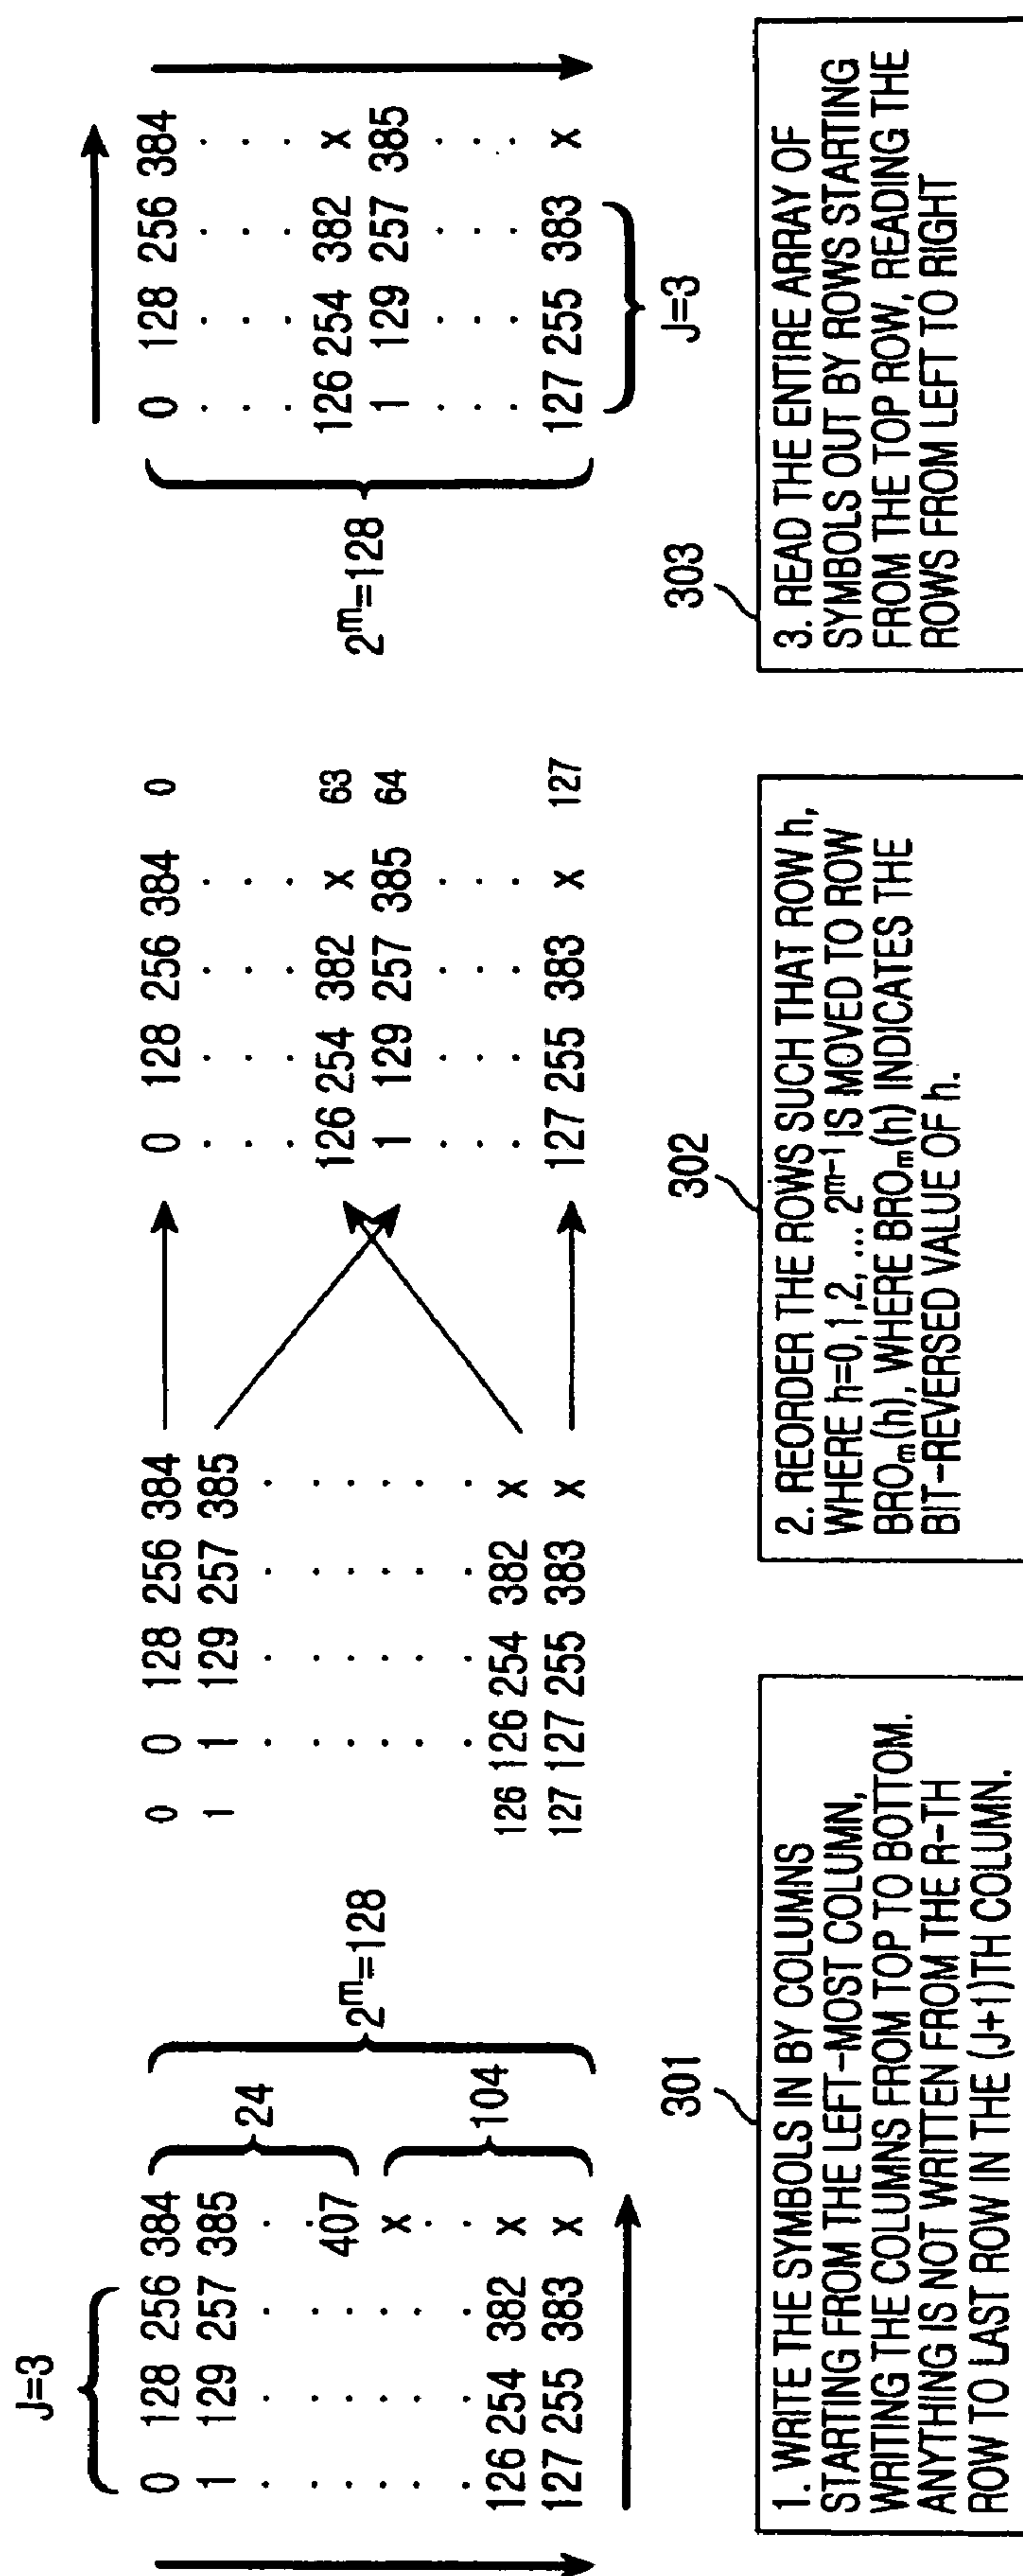 J=3
0 128 256 384
1 129 257 385
. . . .
. . . 407
. . . x
. . . .
126 254 382 x
127 255 383 x
24
104
2^m=128
301
1. WRITE THE SYMBOLS IN BY COLUMNS
STARTING FROM THE LEFT-MOST COLUMN,
WRITING THE COLUMNS FROM TOP TO BOTTOM.
ANYTHING IS NOT WRITTEN FROM THE R-TH
ROW TO LAST ROW IN THE (J+1)TH COLUMN.
0 0 128 256 384
1 1 129 257 385
. . . .
. . . .
. . . .
. . . .
. . . .
126 126 254 382 x
127 127 255 383 x
0 128 256 384 0
. . . .
. . . .
. . . .
126 254 382 x 63
1 129 257 385 64
. . . .
. . . .
. . . .
127 255 383 x 127
302
2. REORDER THE ROWS SUCH THAT ROW h,
WHERE h=0,1,2, ... 2^m-1 IS MOVED TO ROW
BROm(h), WHERE BROm(h) INDICATES THE
BIT-REVERSED VALUE OF h.
2^m=128
0 128 256 384
. . . .
. . . .
. . . .
126 254 382 x
1 129 257 385
. . . .
. . . .
. . . .
127 255 383 x
J=3
303
3. READ THE ENTIRE ARRAY OF
SYMBOLS OUT BY ROWS STARTING
FROM THE TOP ROW, READING THE
ROWS FROM LEFT TO RIGHT